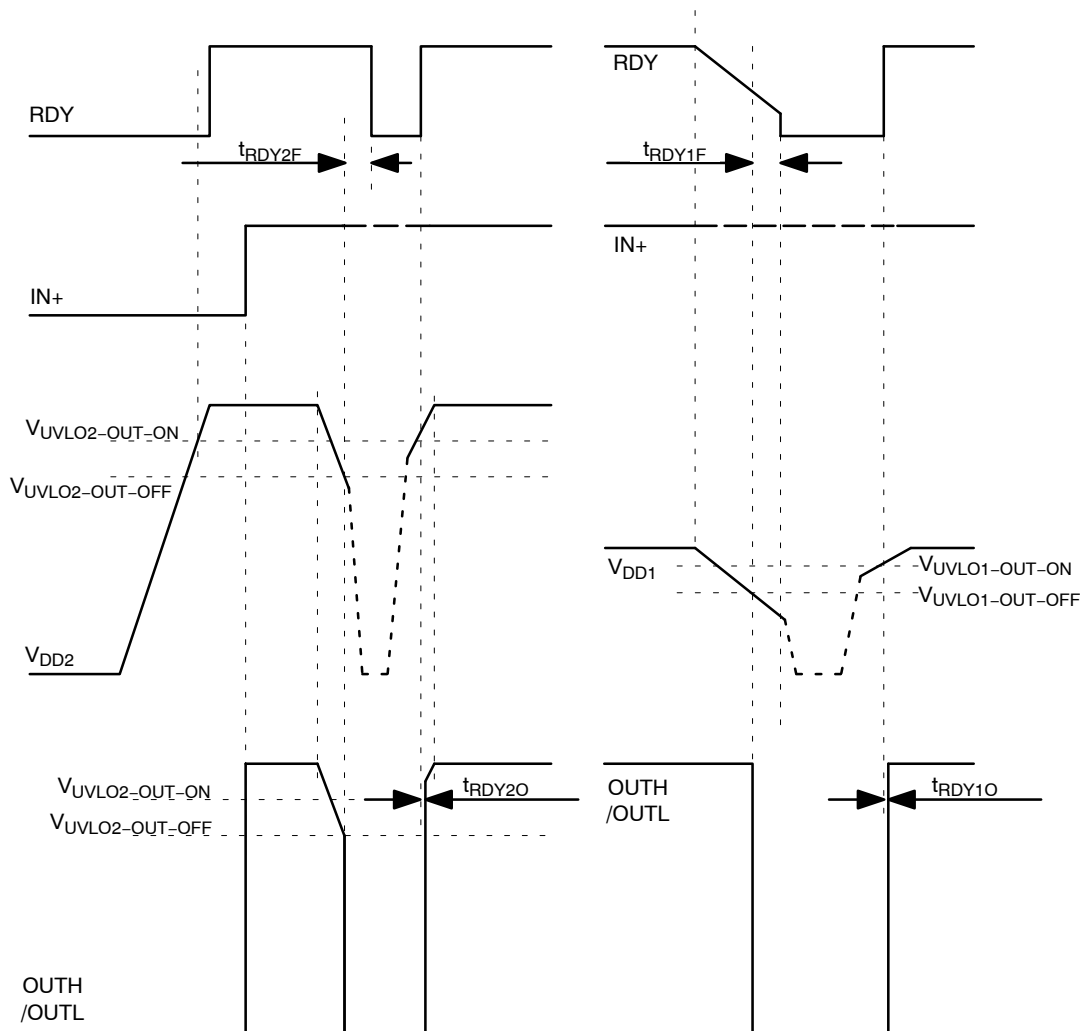 RDY
tRDY2F
IN+
VUVLO2−OUT−ON
VUVLO2−OUT−OFF
VDD2
VUVLO2−OUT−ON
VUVLO2−OUT−OFF
tRDY2O
OUTH
/OUTL
RDY
tRDY1F
IN+
VDD1
VUVLO1−OUT−ON
VUVLO1−OUT−OFF
OUTH
/OUTL
tRDY1O